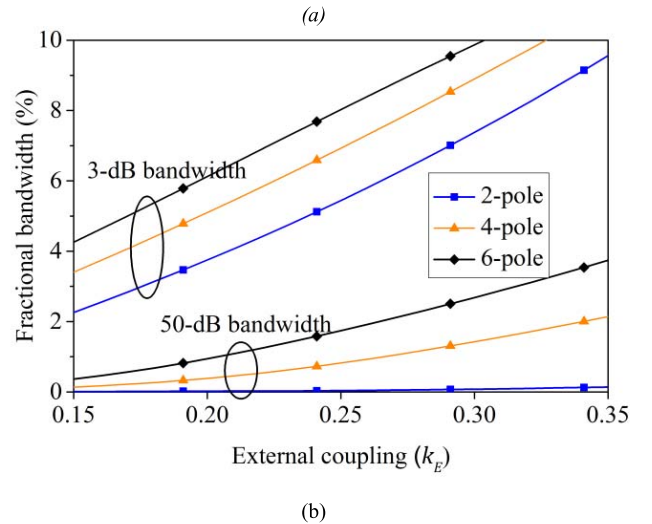 (a)
10
8
6
4
2
0
Fractional bandwidth (%)
3-dB bandwidth
50-dB bandwidth
2-pole
4-pole
6-pole
0.15 0.20 0.25 0.30 0.35
External coupling (k_E)
(b)